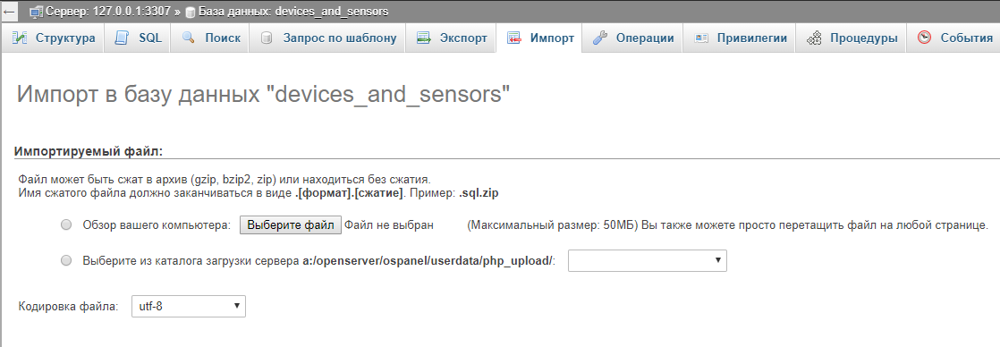 Сервер: 127.0.0.1:3307 » База данных: devices_and_sensors
Структура SQL Поиск Запрос по шаблону Экспорт Импорт Операции Привилегии Процедуры События
Импорт в базу данных "devices_and_sensors"
Импортируемый файл:
Файл может быть сжат в архив (gzip, bzip2, zip) или находиться без сжатия.
Имя сжатого файла должно заканчиваться в виде .[формат].[сжатие]. Пример: .sql.zip
Обзор вашего компьютера: Выберите файл Файл не выбран (Максимальный размер: 50МБ) Вы также можете просто перетащить файл на любой странице.
Выберите из каталога загрузки сервера a:/openserver/ospanel/userdata/php_upload/:
Кодировка файла: utf-8